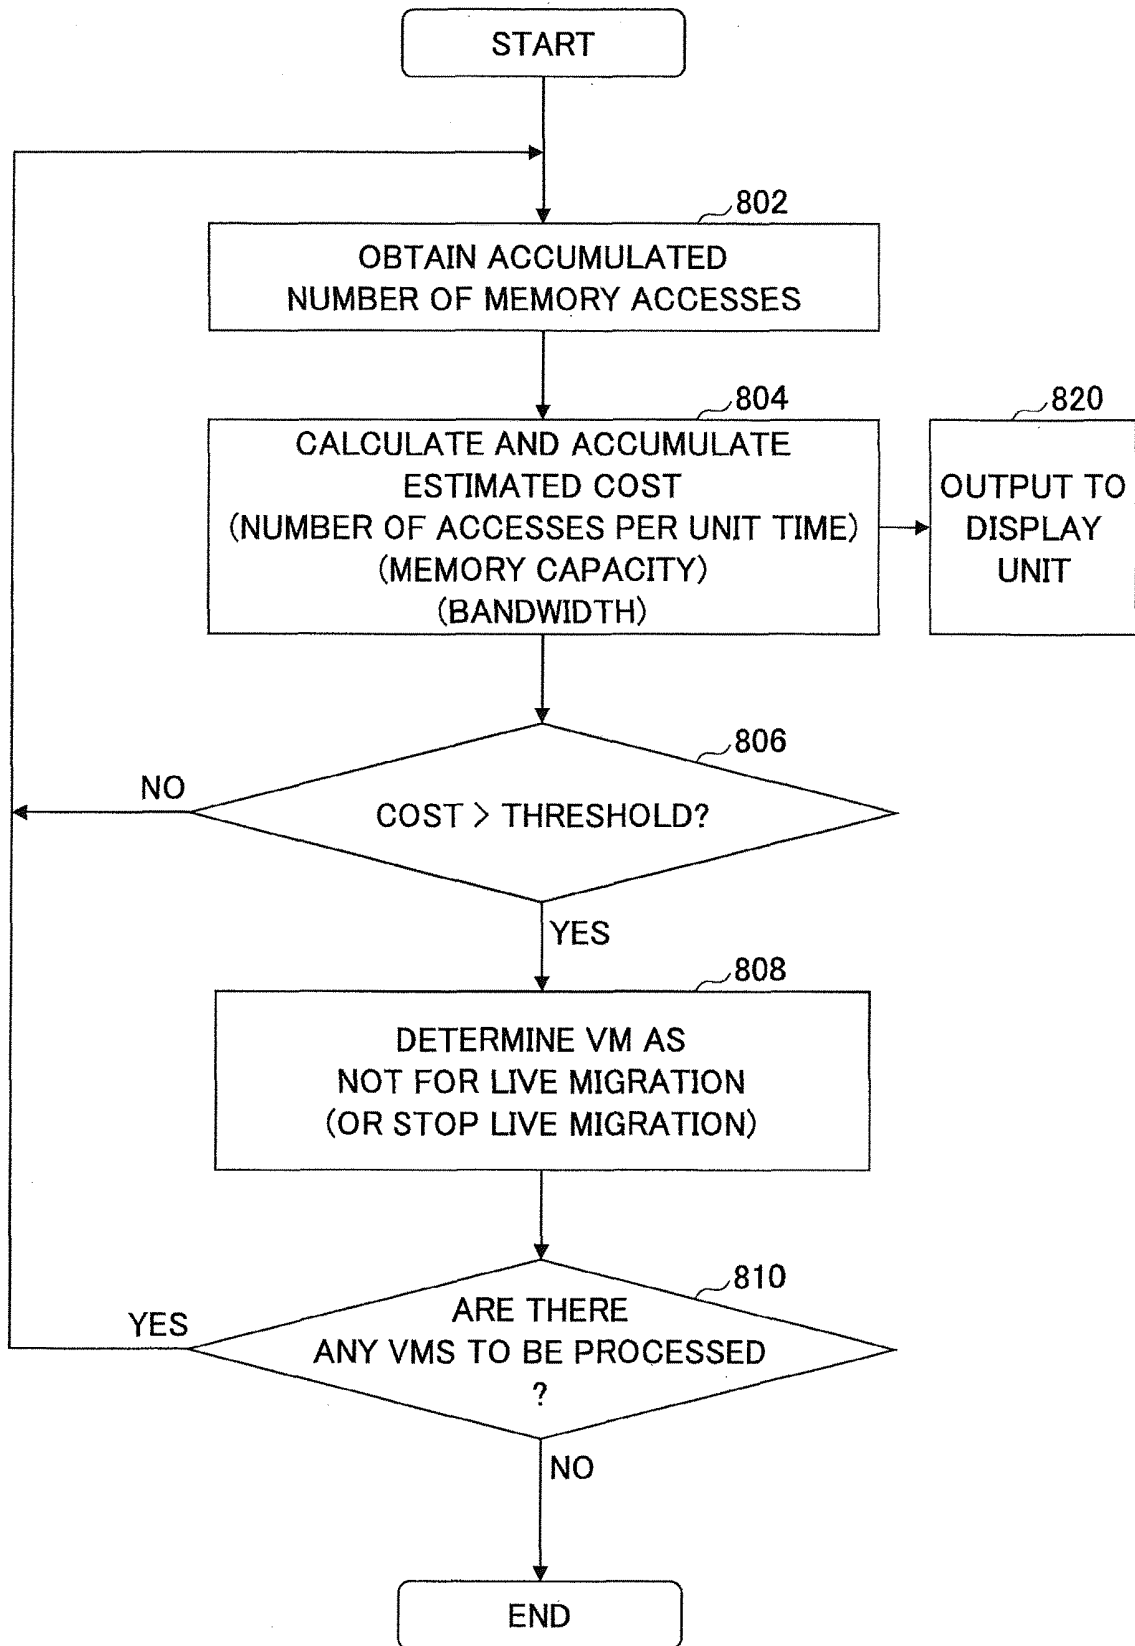 START
802
OBTAIN ACCUMULATED
NUMBER OF MEMORY ACCESSES
804
CALCULATE AND ACCUMULATE
ESTIMATED COST
(NUMBER OF ACCESSES PER UNIT TIME)
(MEMORY CAPACITY)
(BANDWIDTH)
820
OUTPUT TO
DISPLAY
UNIT
806
NO
COST > THRESHOLD?
YES
808
DETERMINE VM AS
NOT FOR LIVE MIGRATION
(OR STOP LIVE MIGRATION)
810
YES
ARE THERE
ANY VMS TO BE PROCESSED
?
NO
END